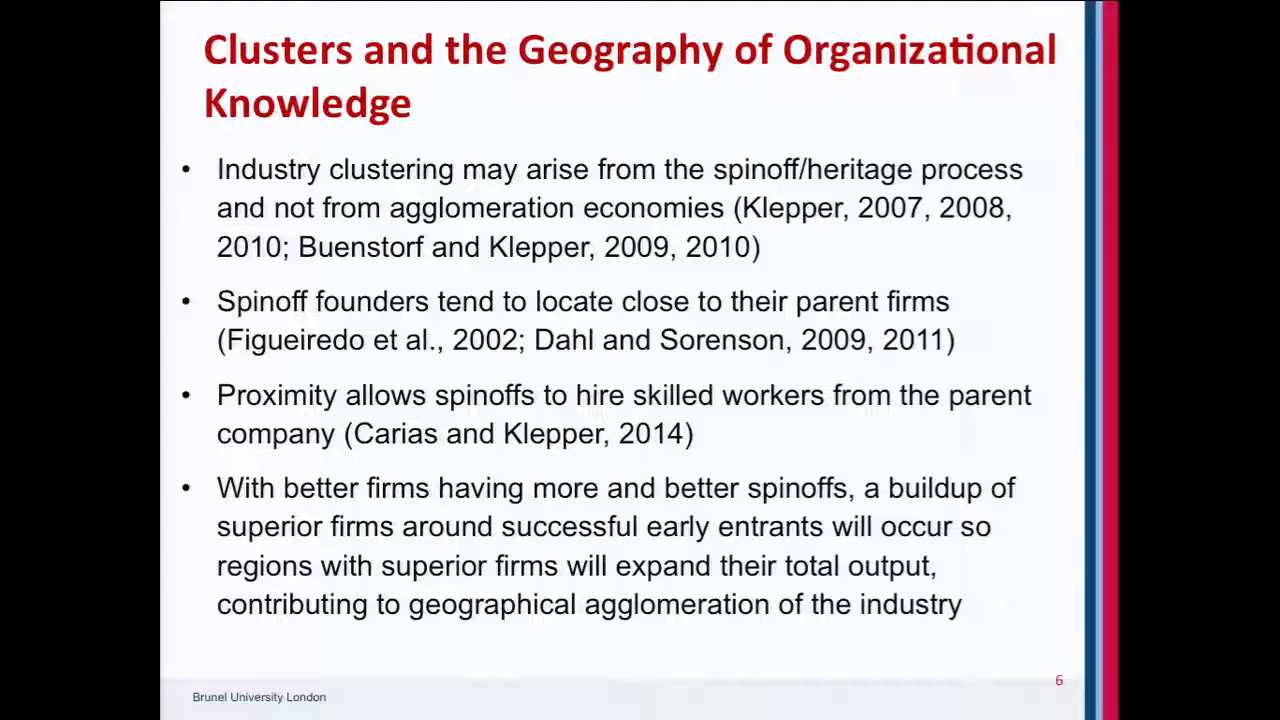 Clusters and the Geography of Organizational
Knowledge
• Industry clustering may arise from the spinoff/heritage process
and not from agglomeration economies (Klepper, 2007, 2008,
2010; Buenstorf and Klepper, 2009, 2010)
• Spinoff founders tend to locate close to their parent firms
(Figueiredo et al., 2002; Dahl and Sorenson, 2009, 2011)
• Proximity allows spinoffs to hire skilled workers from the parent
company (Carias and Klepper, 2014)
• With better firms having more and better spinoffs, a buildup of
superior firms around successful early entrants will occur so
regions with superior firms will expand their total output,
contributing to geographical agglomeration of the industry
6
Brunel University London